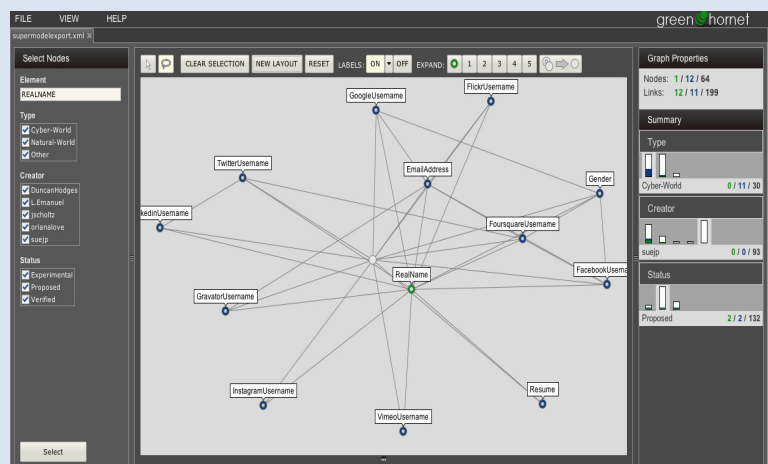 FILE VIEW HELP
green hornet
supermodelexport.xml
Select Nodes
Element
REALNAME
Type
Cyber-World
Natural-World
Other
Creator
DuncanHodges
L.Emanuel
jscholtz
orianalove
suejp
Status
Experimental
Proposed
Verified
Select
CLEAR SELECTION NEW LAYOUT RESET LABELS: ON OFF EXPAND: 0 1 2 3 4 5
GoogleUsername
FlickrUsername
TwitterUsername
EmailAddress
Gender
kedinUsername
FoursquareUsername
RealName
FacebookUserna
GravatorUsername
InstagramUsername
Resume
VimeoUsername
Graph Properties
Nodes: 1 / 12 / 64
Links: 12 / 11 / 199
Summary
Type
Cyber-World 0 / 11 / 30
Creator
suejp 0 / 0 / 93
Status
Proposed 2 / 2 / 132